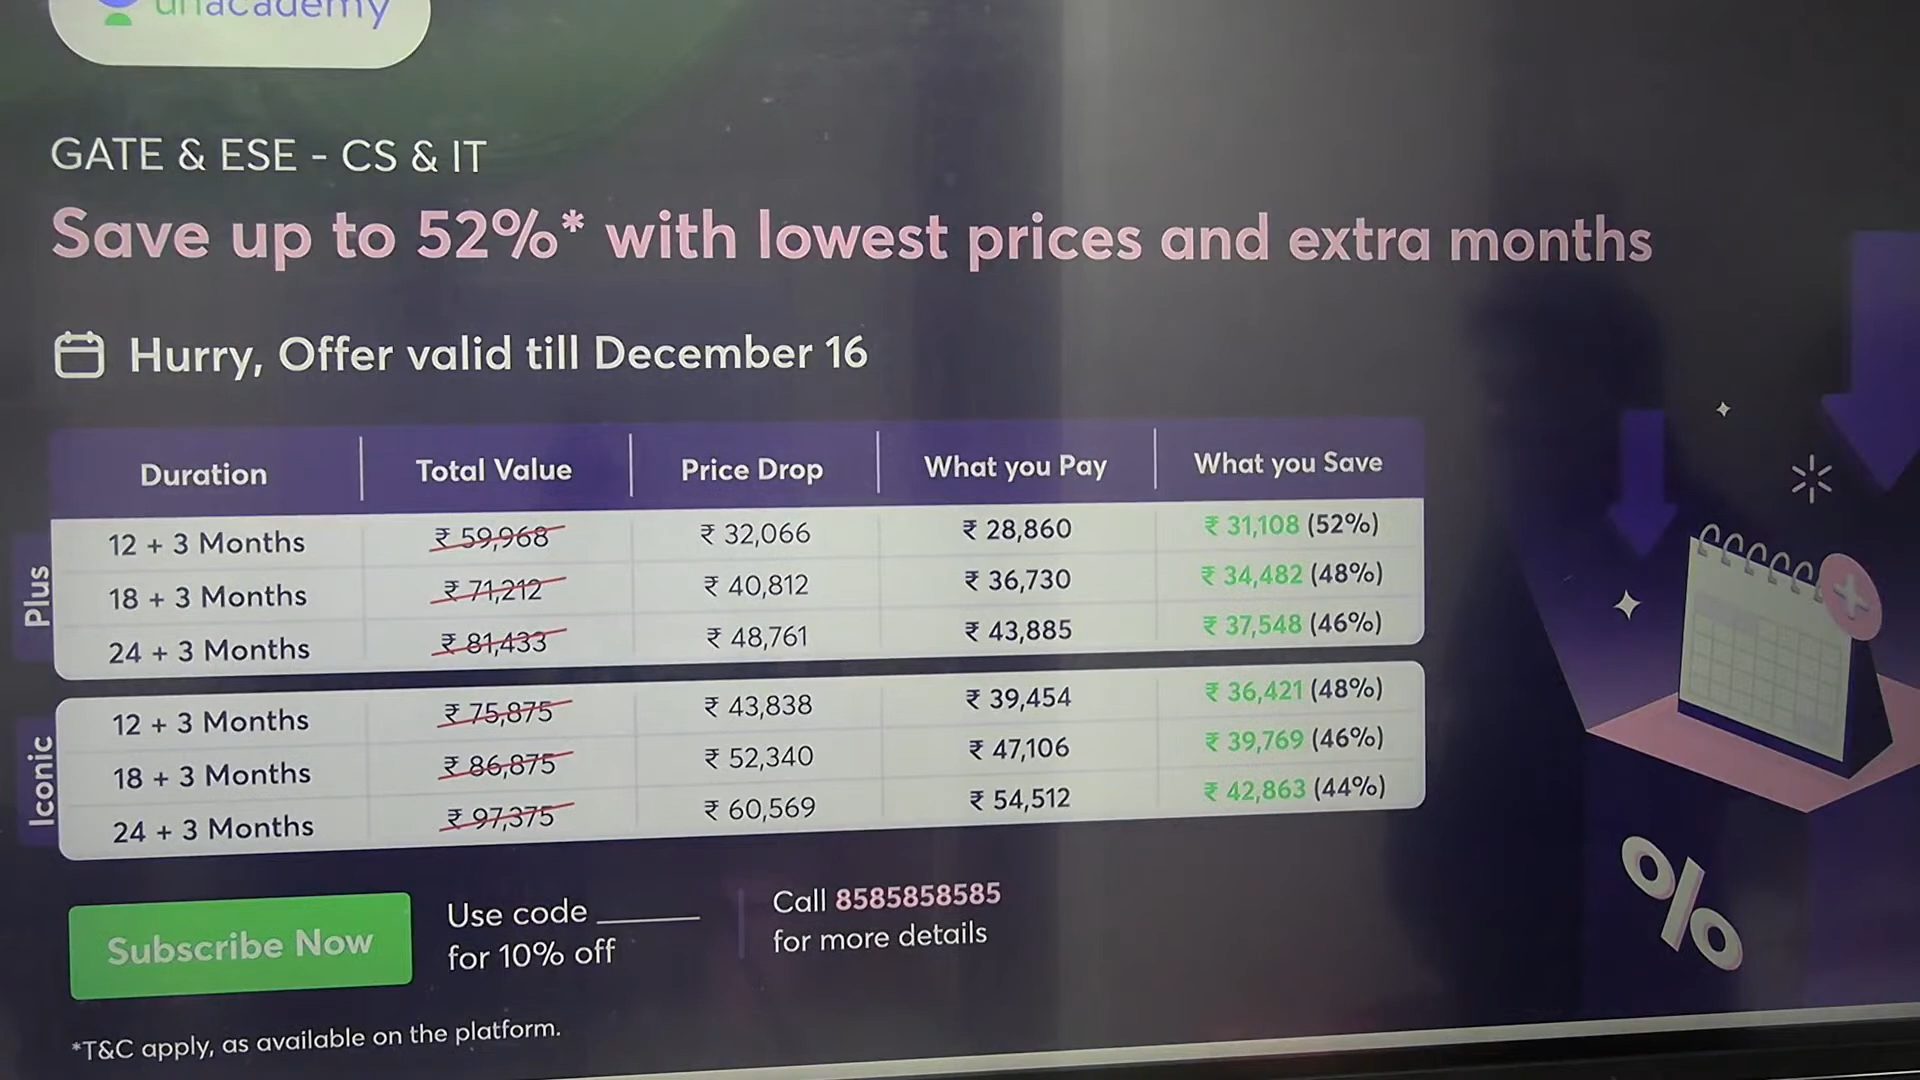 unacademy
GATE & ESE - CS & IT
Save up to 52%* with lowest prices and extra months
Hurry, Offer valid till December 16
Duration Total Value Price Drop What you Pay What you Save
Plus
12 + 3 Months ₹ 59,968 ₹ 32,066 ₹ 28,860 ₹ 31,108 (52%)
18 + 3 Months ₹ 71,212 ₹ 40,812 ₹ 36,730 ₹ 34,482 (48%)
24 + 3 Months ₹ 81,433 ₹ 48,761 ₹ 43,885 ₹ 37,548 (46%)
Iconic
12 + 3 Months ₹ 75,875 ₹ 43,838 ₹ 39,454 ₹ 36,421 (48%)
18 + 3 Months ₹ 86,875 ₹ 52,340 ₹ 47,106 ₹ 39,769 (46%)
24 + 3 Months ₹ 97,375 ₹ 60,569 ₹ 54,512 ₹ 42,863 (44%)
Subscribe Now
Use code ________
for 10% off
Call 8585858585
for more details
%
*T&C apply, as available on the platform.